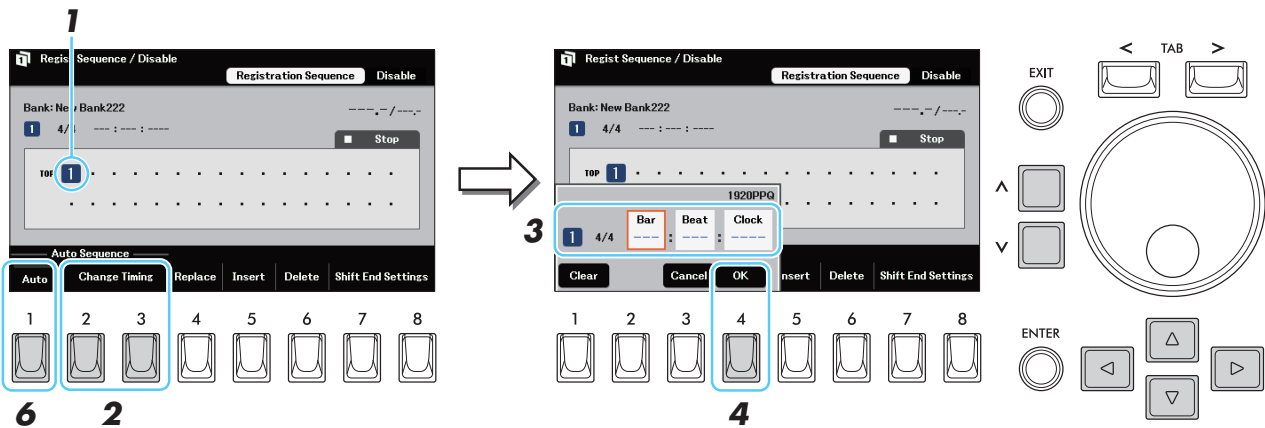 1
Regist Sequence / Disable
Registration Sequence Disable
Bank: New Bank222 ---.-/---.-
1 4/4 --- : --- : ----
Stop
TOP 1
Auto Sequence
Auto Change Timing Replace Insert Delete Shift End Settings
1 2 3 4 5 6 7 8
6 2
Regist Sequence / Disable
Registration Sequence Disable
Bank: New Bank222 ---.-/---.-
1 4/4 --- : --- : ----
Stop
TOP 1
1920PPQ
3
Bar Beat Clock
1 4/4 --- : --- : ----
Clear Cancel OK nsert Delete Shift End Settings
1 2 3 4 5 6 7 8
4
< TAB >
EXIT
ENTER